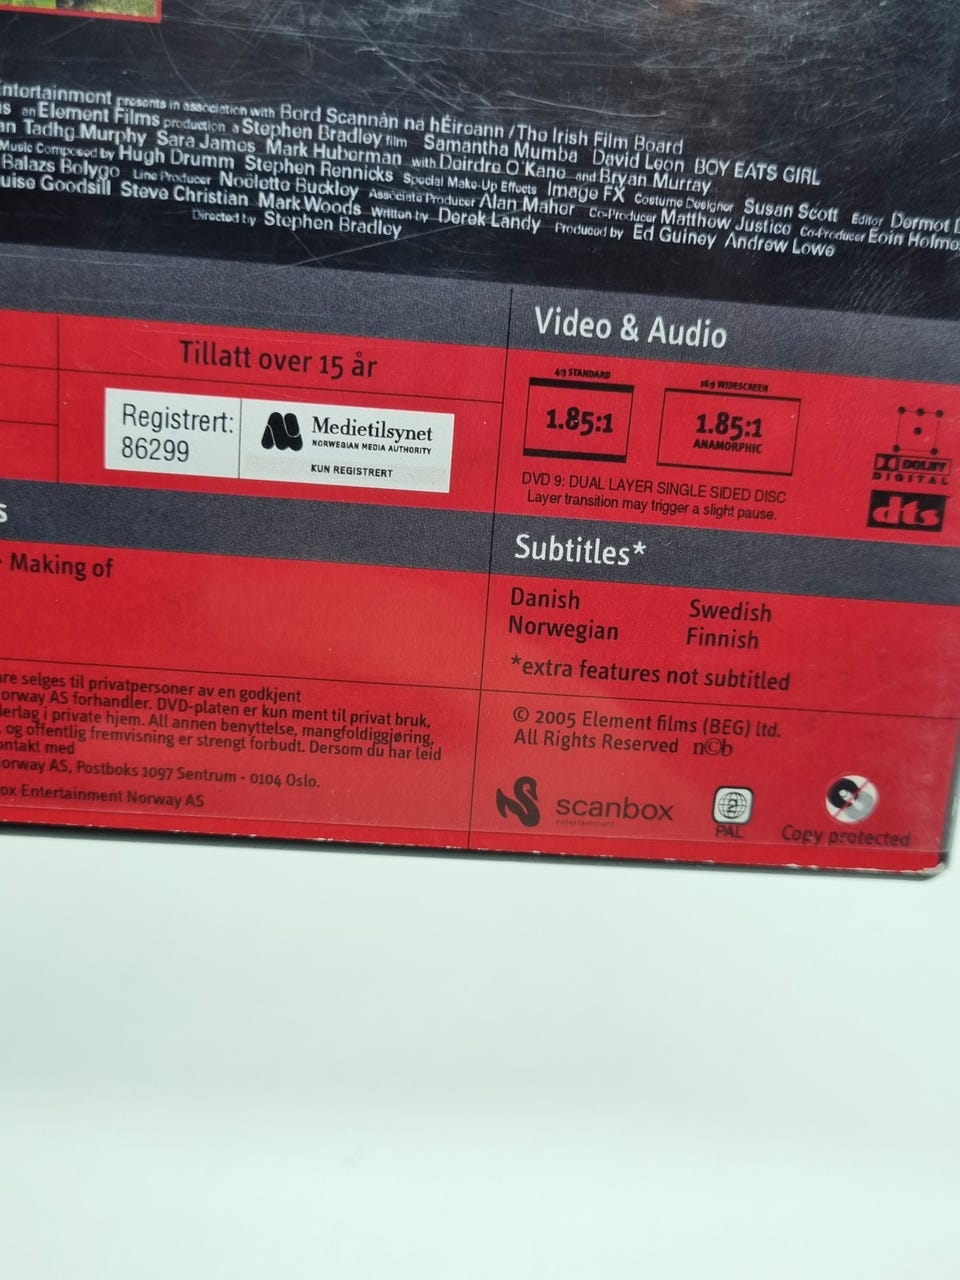 Entertainment presents in association with Bord Scannán na hÉireann / The Irish Film Board
an Element Films production a Stephen Bradley film Samantha Mumba David Leon BOY EATS GIRL
Tadhg Murphy Sara James Mark Huberman with Deirdre O'Kane and Bryan Murray
Music Composed by Hugh Drumm Stephen Rennicks Special Make-Up Effects Image FX Costume Designer Susan Scott Editor Dermot
Balazs Bolygo Line Producer Noëlette Buckley Associate Producer Alan Maher Co-Producer Matthow Justice Co-Producer Eoin Holmes
Goodsill Steve Christian Mark Woods Written by Derek Landy Produced by Ed Guiney Andrew Lowe
Directed by Stephen Bradley
Video & Audio
Tillatt over 15 år
Registrert:
86299
Medietilsynet
NORWEGIAN MEDIA AUTHORITY
KUN REGISTRERT
4:3 STANDARD
1.85:1
16:9 WIDESCREEN
1.85:1
ANAMORPHIC
DOLBY
DIGITAL
dts
DVD 9: DUAL LAYER SINGLE SIDED DISC
Layer transition may trigger a slight pause.
Making of
Subtitles*
Danish Swedish
Norwegian Finnish
*extra features not subtitled
selges til privatpersoner av en godkjent
AS forhandler. DVD-platen er kun ment til privat bruk,
i private hjem. All annen benyttelse, mangfoldiggjøring,
og offentlig fremvisning er strengt forbudt. Dersom du har leid
med
AS, Postboks 1097 Sentrum - 0104 Oslo.
Entertainment Norway AS
© 2005 Element films (BEG) ltd.
All Rights Reserved n©b
scanbox
entertainment
2
PAL
Copy protected